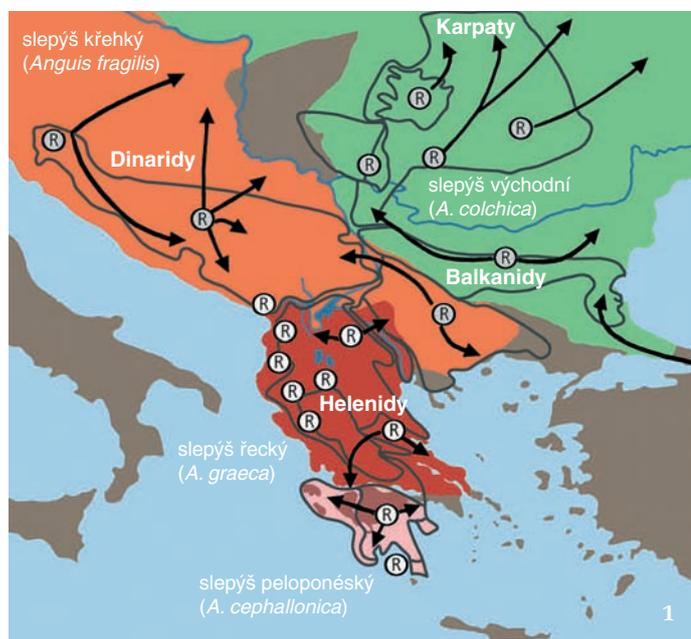 slepýš křehký
(Anguis fragilis)
Karpaty
R
R
R
Dinaridy
R
R
slepýš východní
(A. colchica)
R
R
Balkanidy
R
R
R
R
R
R
R
R
Helenidy
R
R
slepýš řecký
(A. graeca)
R
R
slepýš peloponéský
(A. cephallonica)
1